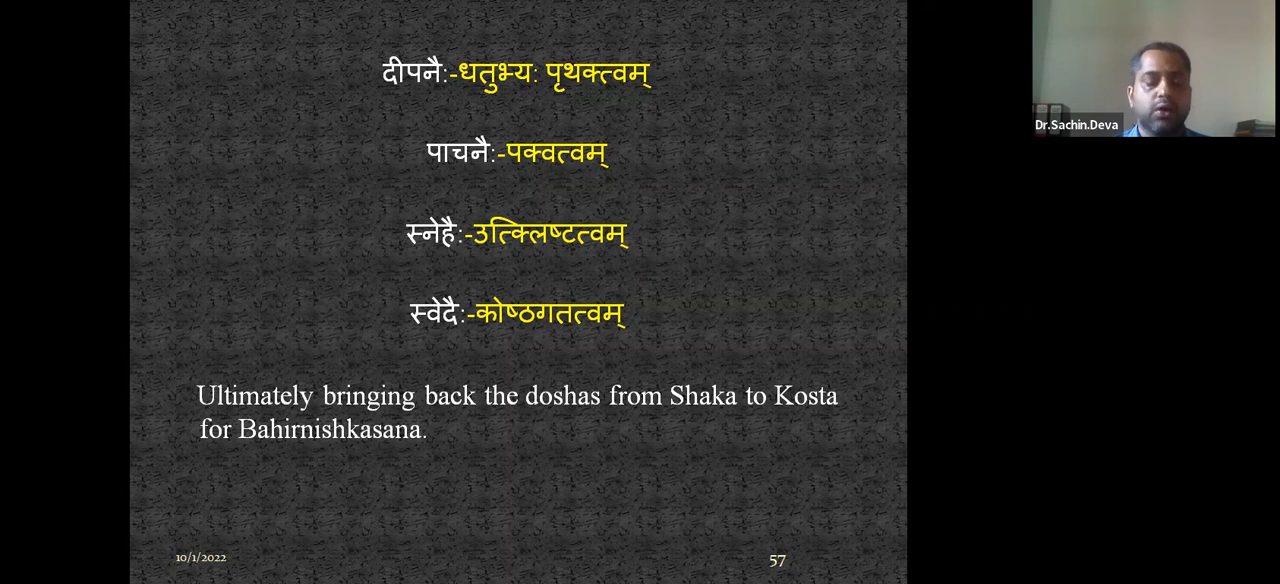 दीपनै:-धतुभ्य: पृथक्त्वम्
पाचनै:-पक्वत्वम्
स्नेहै:-उत्क्लिष्टत्वम्
स्वेदै:-कोष्ठगतत्वम्
Ultimately bringing back the doshas from Shaka to Kosta
for Bahirnishkasana.
10/1/2022
57
Dr.Sachin.Deva